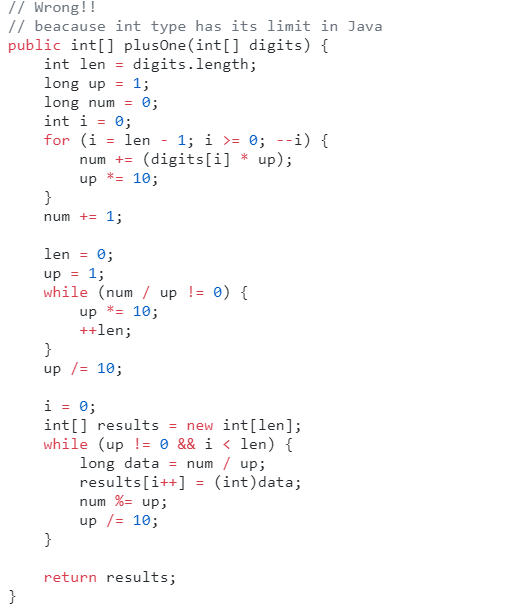 // Wrong!!
// beacause int type has its limit in Java
public int[] plusOne(int[] digits) {
    int len = digits.length;
    long up = 1;
    long num = 0;
    int i = 0;
    for (i = len - 1; i >= 0; --i) {
        num += (digits[i] * up);
        up *= 10;
    }
    num += 1;

    len = 0;
    up = 1;
    while (num / up != 0) {
        up *= 10;
        ++len;
    }
    up /= 10;

    i = 0;
    int[] results = new int[len];
    while (up != 0 && i < len) {
        long data = num / up;
        results[i++] = (int)data;
        num %= up;
        up /= 10;
    }

    return results;
}